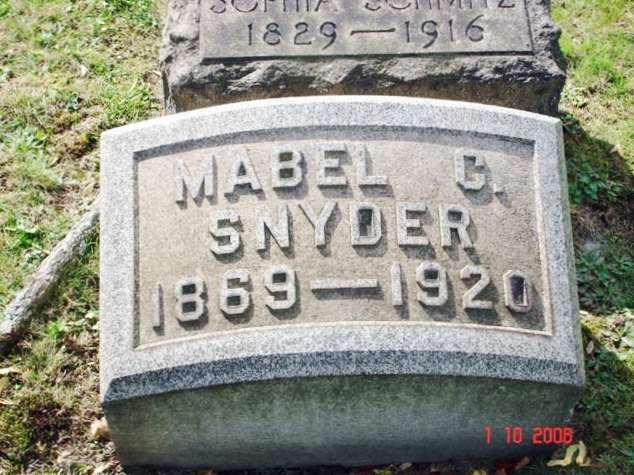 SOPHIA SCHMITZ
1829—1916
MABEL C.
SNYDER
1869—1920
1 10 2008